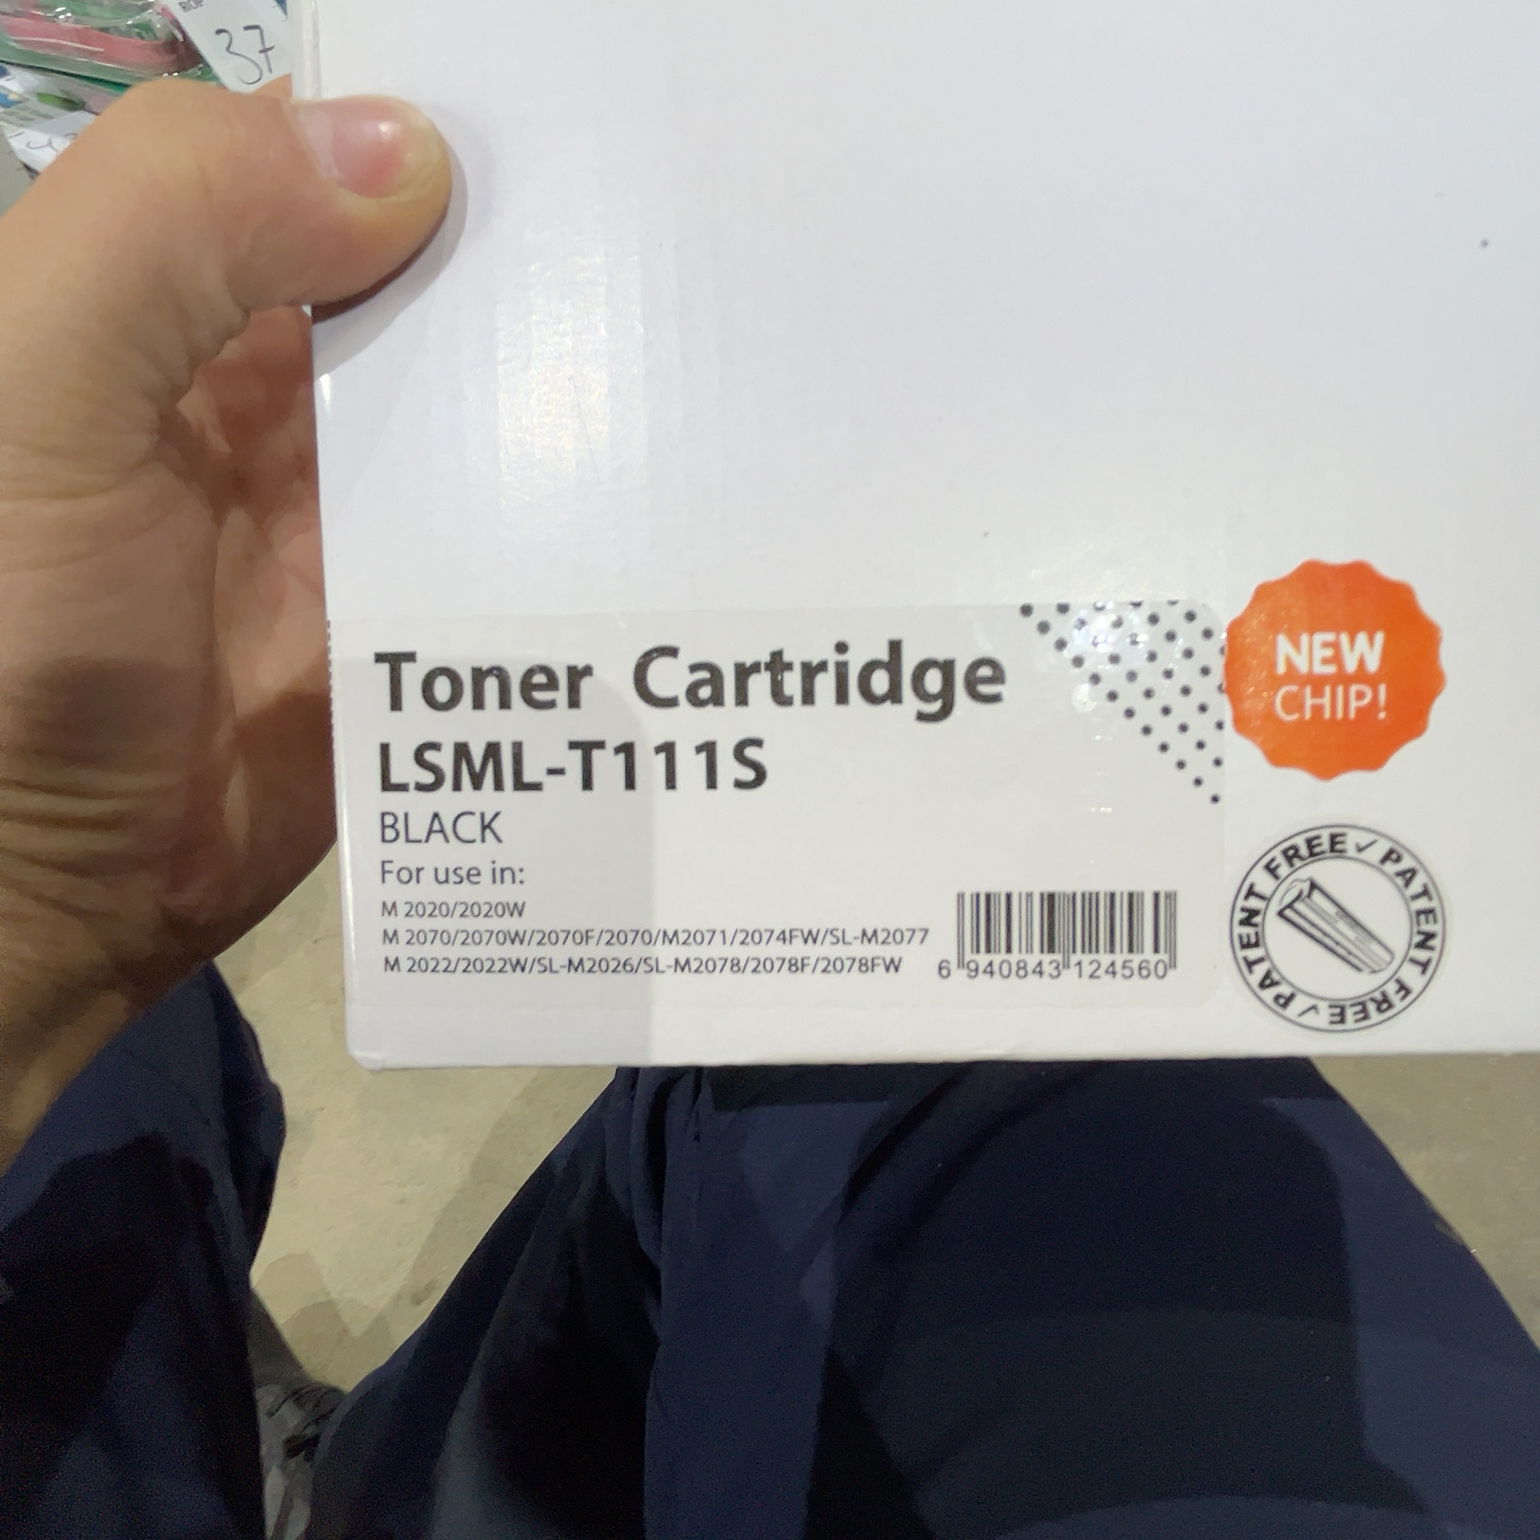 37
Toner Cartridge
LSML-T111S
BLACK
For use in:
M 2020/2020W
M 2070/2070W/2070F/2070/M2071/2074FW/SL-M2077
M 2022/2022W/SL-M2026/SL-M2078/2078F/2078FW
6 940843 124560
NEW
CHIP!
PATENT FREE ✓ PATENT FREE ✓